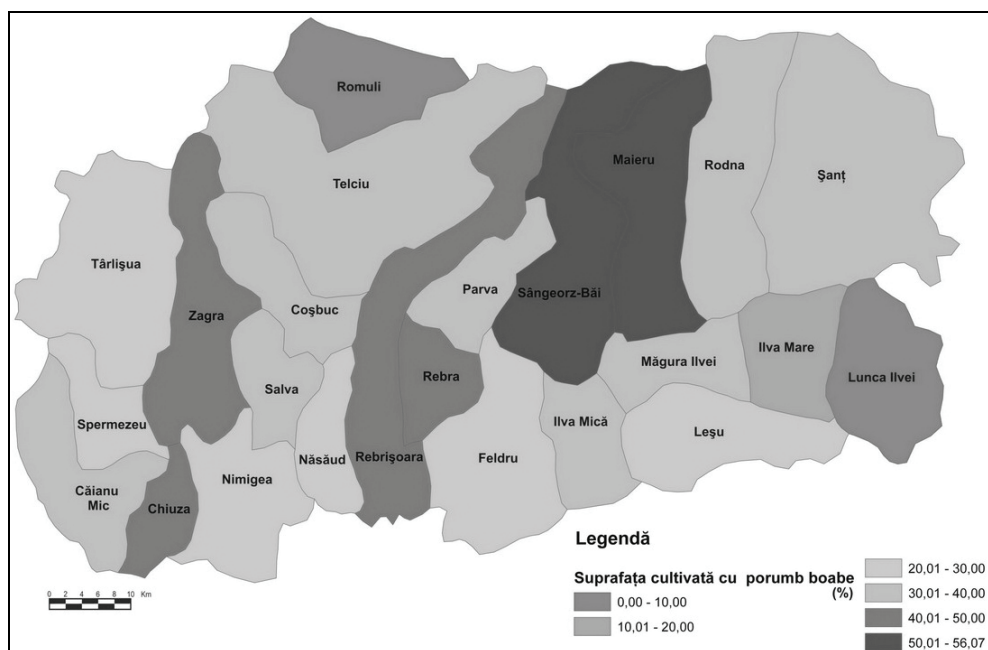 Romuli
Maieru
Rodna
Şanţ
Telciu
Târlişua
Parva
Sângeorz-Băi
Zagra
Coşbuc
Ilva Mare
Măgura Ilvei
Rebra
Lunca Ilvei
Salva
Spermezeu
Ilva Mică
Leşu
Feldru
Năsăud
Rebrişoara
Nimigea
Căianu
Mic
Chiuza
Legendă
Suprafaţa cultivată cu porumb boabe
(%)
0,00 - 10,00
10,01 - 20,00
20,01 - 30,00
30,01 - 40,00
40,01 - 50,00
50,01 - 56,07
0 2 4 6 8 10 Km